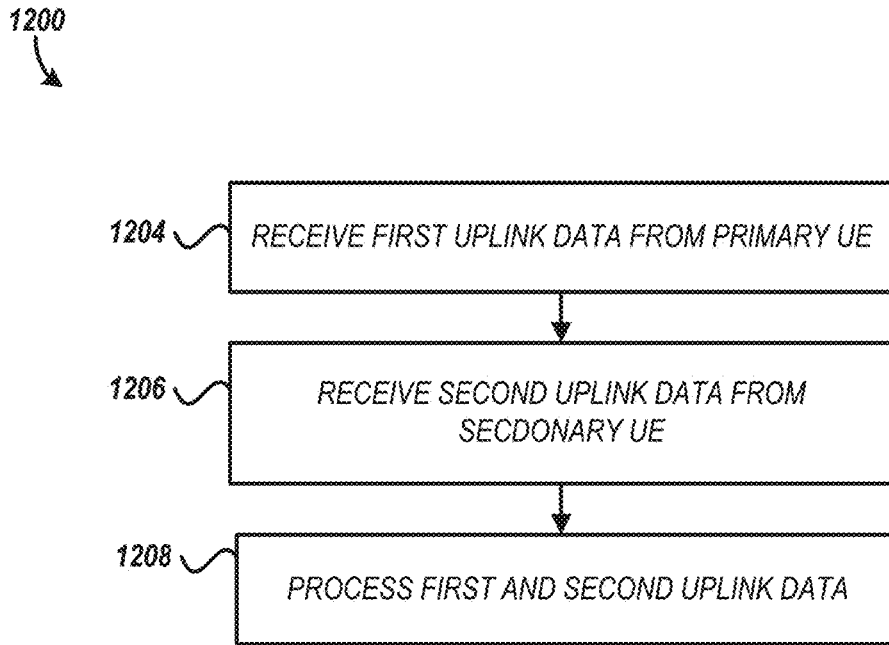 1200
1204
RECEIVE FIRST UPLINK DATA FROM PRIMARY UE
1206
RECEIVE SECOND UPLINK DATA FROM
SECDONARY UE
1208
PROCESS FIRST AND SECOND UPLINK DATA